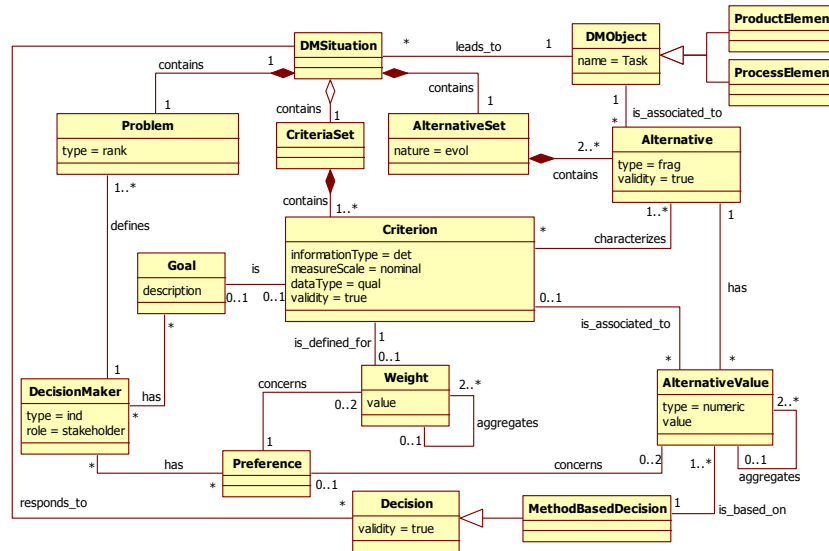 ProductElement
DMSituation
*
leads_to
1
DMObject
name = Task
ProcessElement
contains
1
1
contains
1
contains
1
1
is_associated_to
*
Problem
type = rank
CriteriaSet
AlternativeSet
nature = evol
2..*
contains
Alternative
type = frag
validity = true
1..*
contains
1..*
*
characterizes
1..*
1
defines
Criterion
informationType = det
measureScale = nominal
dataType = qual
validity = true
Goal
description
is
0..1
0..1
0..1
has
*
is_associated_to
is_defined_for
1
0..1
*
*
1
DecisionMaker
type = ind
role = stakeholder
has
*
concerns
0..2
Weight
value
2..*
aggregates
0..1
AlternativeValue
type = numeric
value
2..*
0..1
aggregates
1
*
has
*
Preference
0..1
concerns
0..2
1..*
responds_to
*
Decision
validity = true
MethodBasedDecision
1
is_based_on